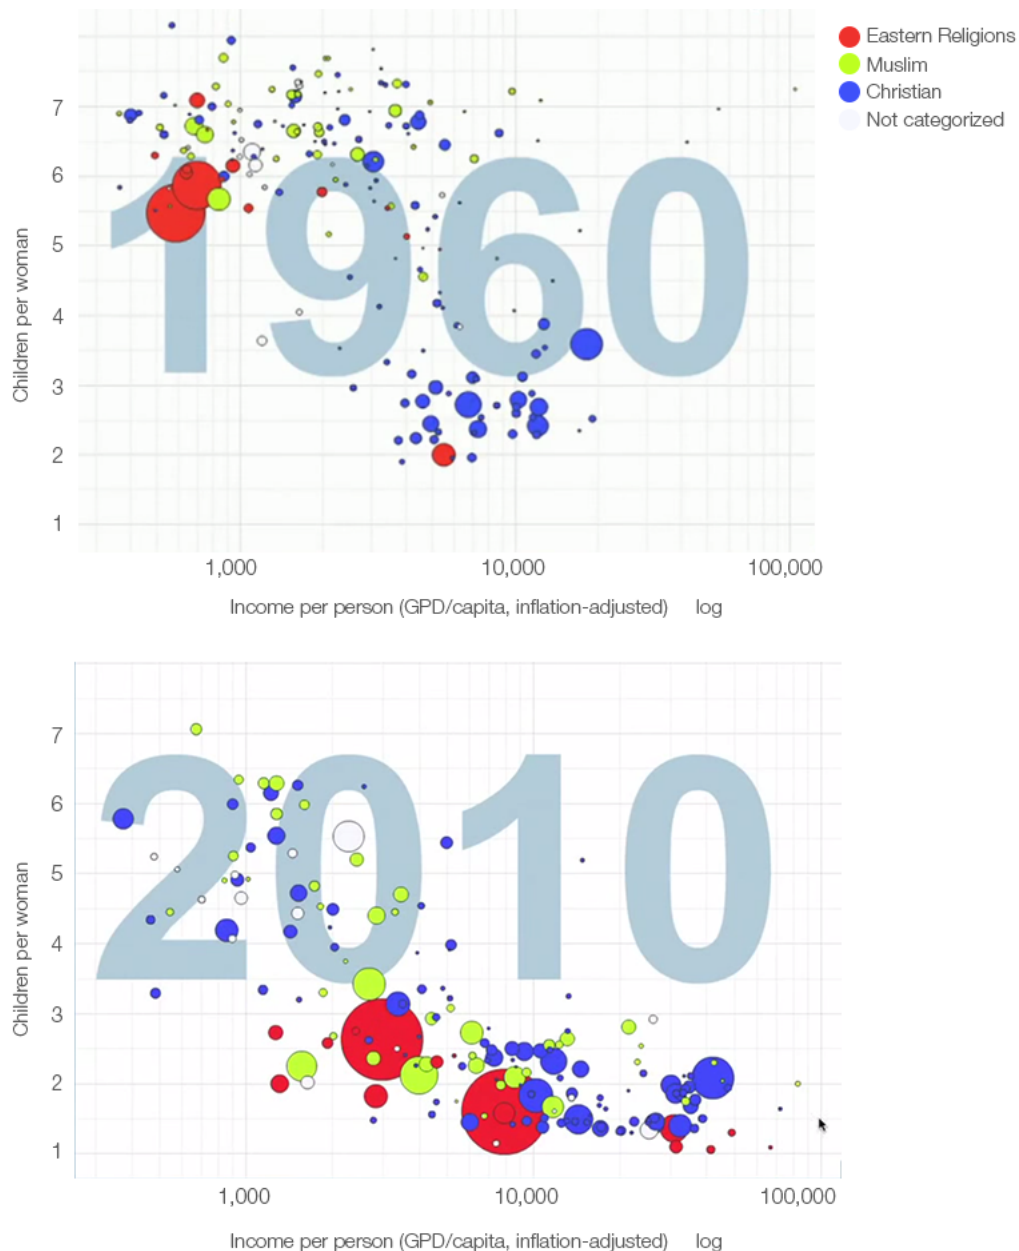 Eastern Religions
Muslim
Christian
Not categorized
1960
Children per woman
7
6
5
4
3
2
1
1,000 10,000 100,000
Income per person (GPD/capita, inflation-adjusted) log
2010
Children per woman
7
6
5
4
3
2
1
1,000 10,000 100,000
Income per person (GPD/capita, inflation-adjusted) log